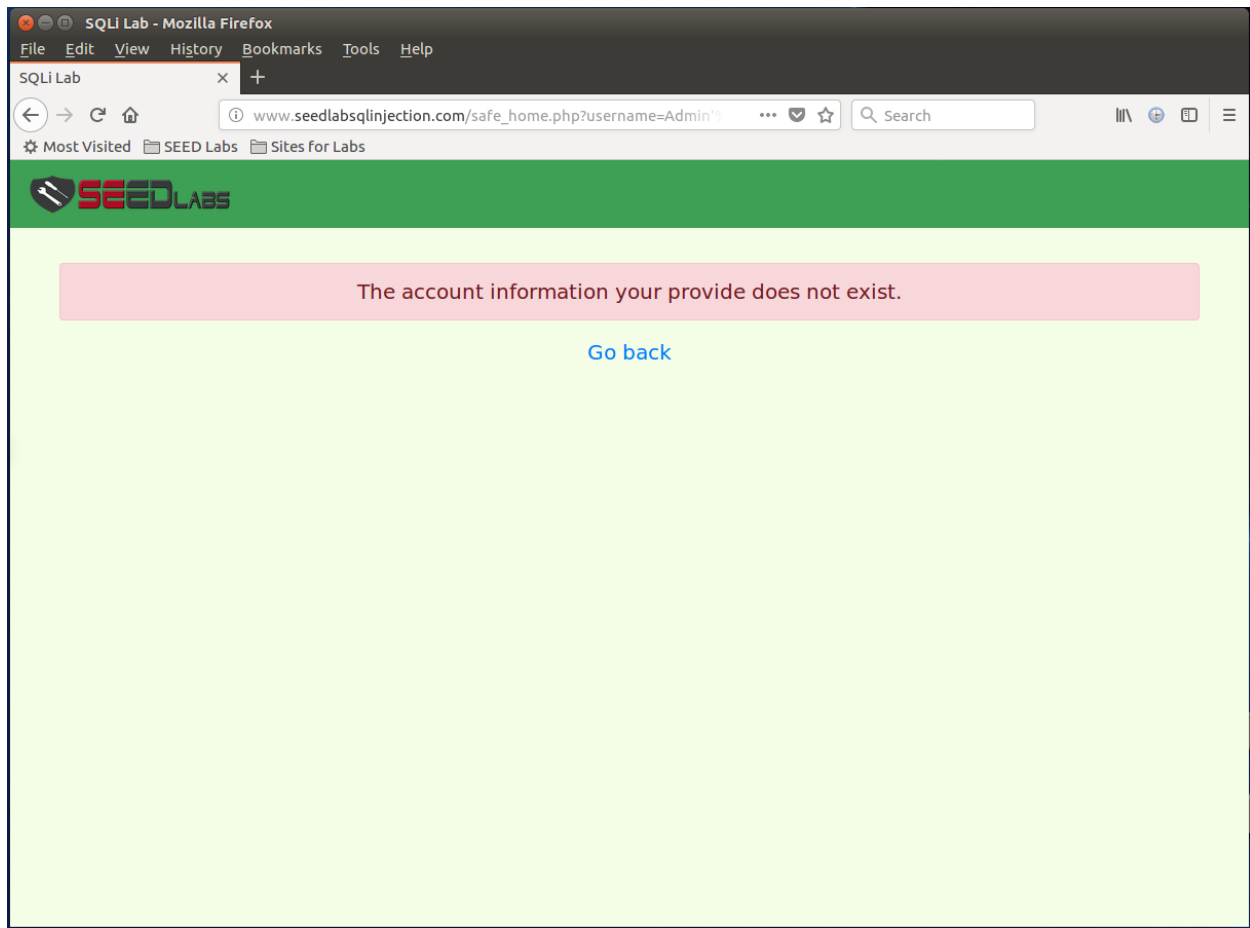 SQLi Lab - Mozilla Firefox
File Edit View History Bookmarks Tools Help
SQLi Lab
www.seedlabsqlinjection.com/safe_home.php?username=Admin'%
Search
Most Visited SEED Labs Sites for Labs
SEEDLABS
The account information your provide does not exist.
Go back